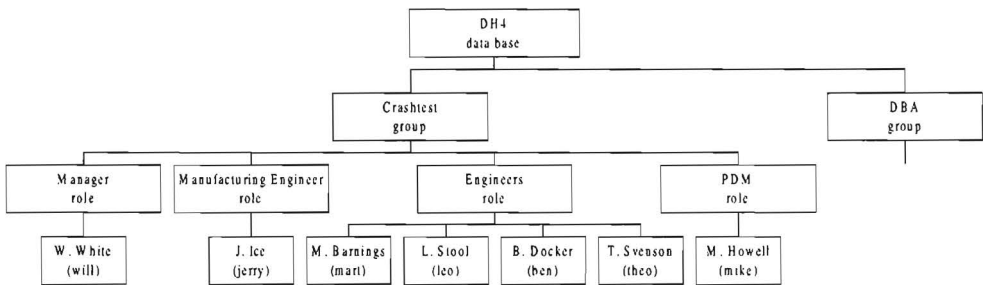 DH4
data base
Crashtest
group
DBA
group
Manager
role
Manufacturing Engineer
role
Engineers
role
PDM
role
W. White
(will)
J. Ice
(jerry)
M. Barnings
(mart)
L. Stool
(leo)
B. Docker
(ben)
T. Svenson
(theo)
M. Howell
(mike)